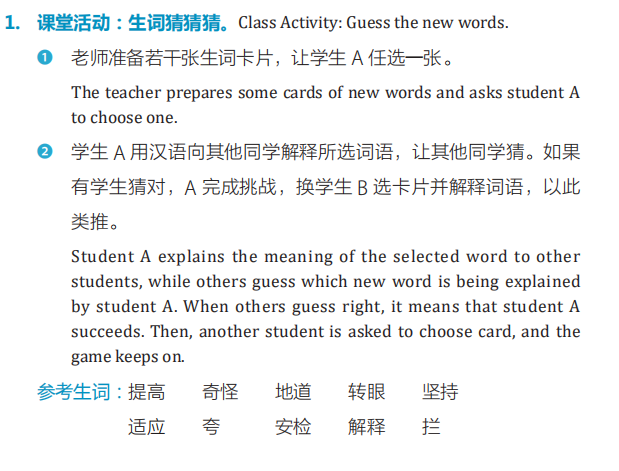 1. 课堂活动：生词猜猜猜。Class Activity: Guess the new words.
❶ 老师准备若干张生词卡片，让学生 A 任选一张。
The teacher prepares some cards of new words and asks student A
to choose one.
❷ 学生 A 用汉语向其他同学解释所选词语，让其他同学猜。如果
有学生猜对，A 完成挑战，换学生 B 选卡片并解释词语，以此
类推。
Student A explains the meaning of the selected word to other
students, while others guess which new word is being explained
by student A. When others guess right, it means that student A
succeeds. Then, another student is asked to choose card, and the
game keeps on.
参考生词：提高 奇怪 地道 转眼 坚持
适应 夸 安检 解释 拦